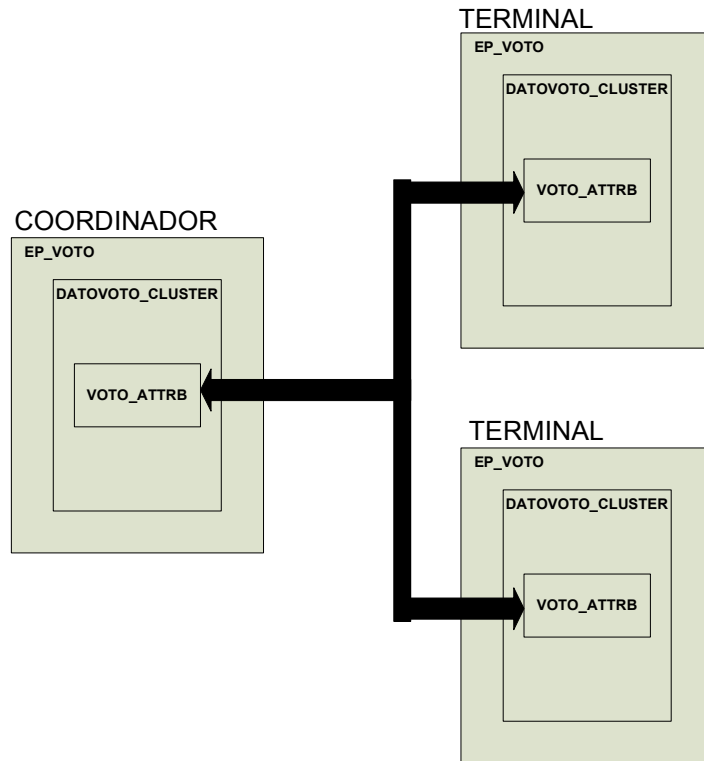 TERMINAL
EP_VOTO
DATOVOTO_CLUSTER
VOTO_ATTRB
COORDINADOR
EP_VOTO
DATOVOTO_CLUSTER
VOTO_ATTRB
TERMINAL
EP_VOTO
DATOVOTO_CLUSTER
VOTO_ATTRB